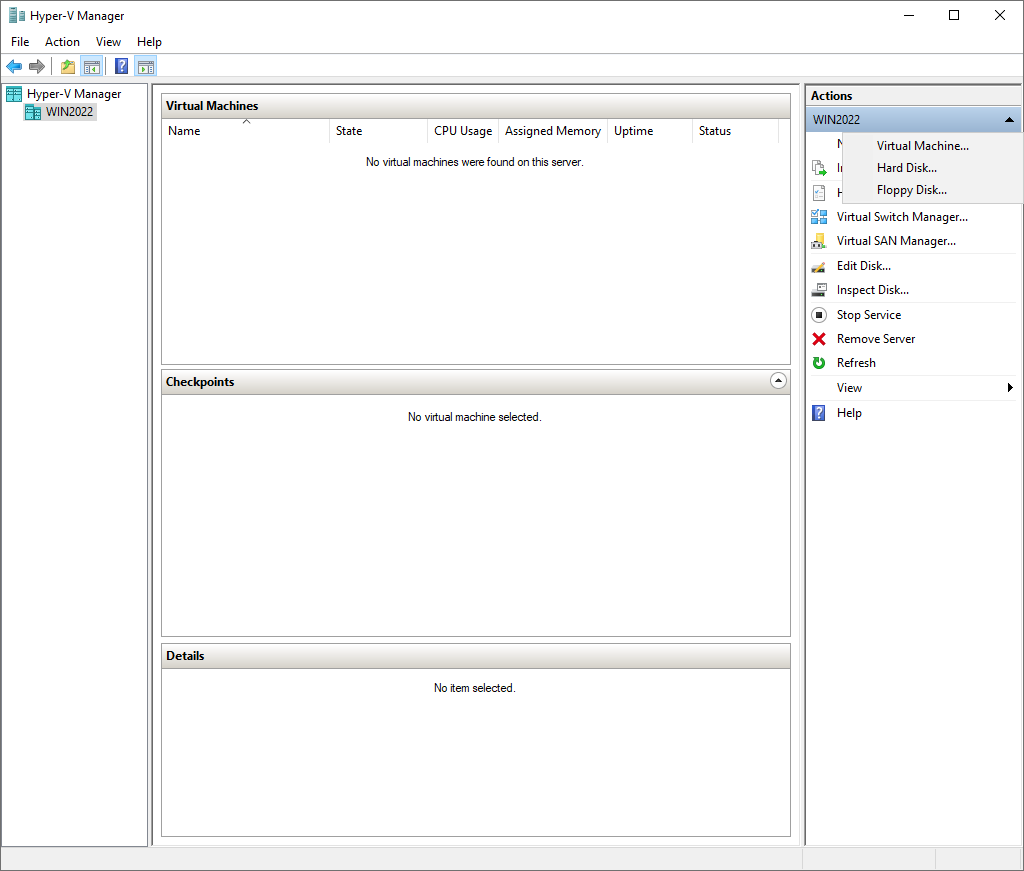 Hyper-V Manager
File Action View Help
Hyper-V Manager
WIN2022
Virtual Machines
Name State CPU Usage Assigned Memory Uptime Status
No virtual machines were found on this server.
Checkpoints
No virtual machine selected.
Details
No item selected.
Actions
WIN2022
Virtual Machine...
Hard Disk...
Floppy Disk...
Virtual Switch Manager...
Virtual SAN Manager...
Edit Disk...
Inspect Disk...
Stop Service
Remove Server
Refresh
View
Help